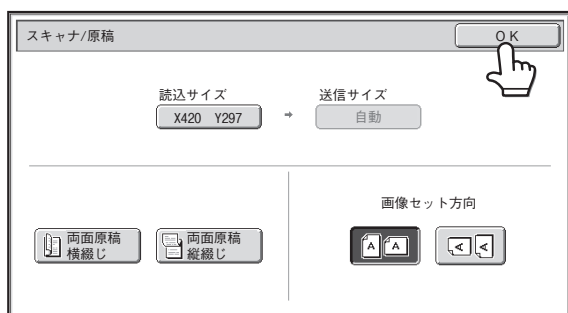 スキャナ/原稿
OK
読込サイズ
送信サイズ
X420 Y297
自動
画像セット方向
両面原稿
横綴じ
両面原稿
縦綴じ
A A
A A